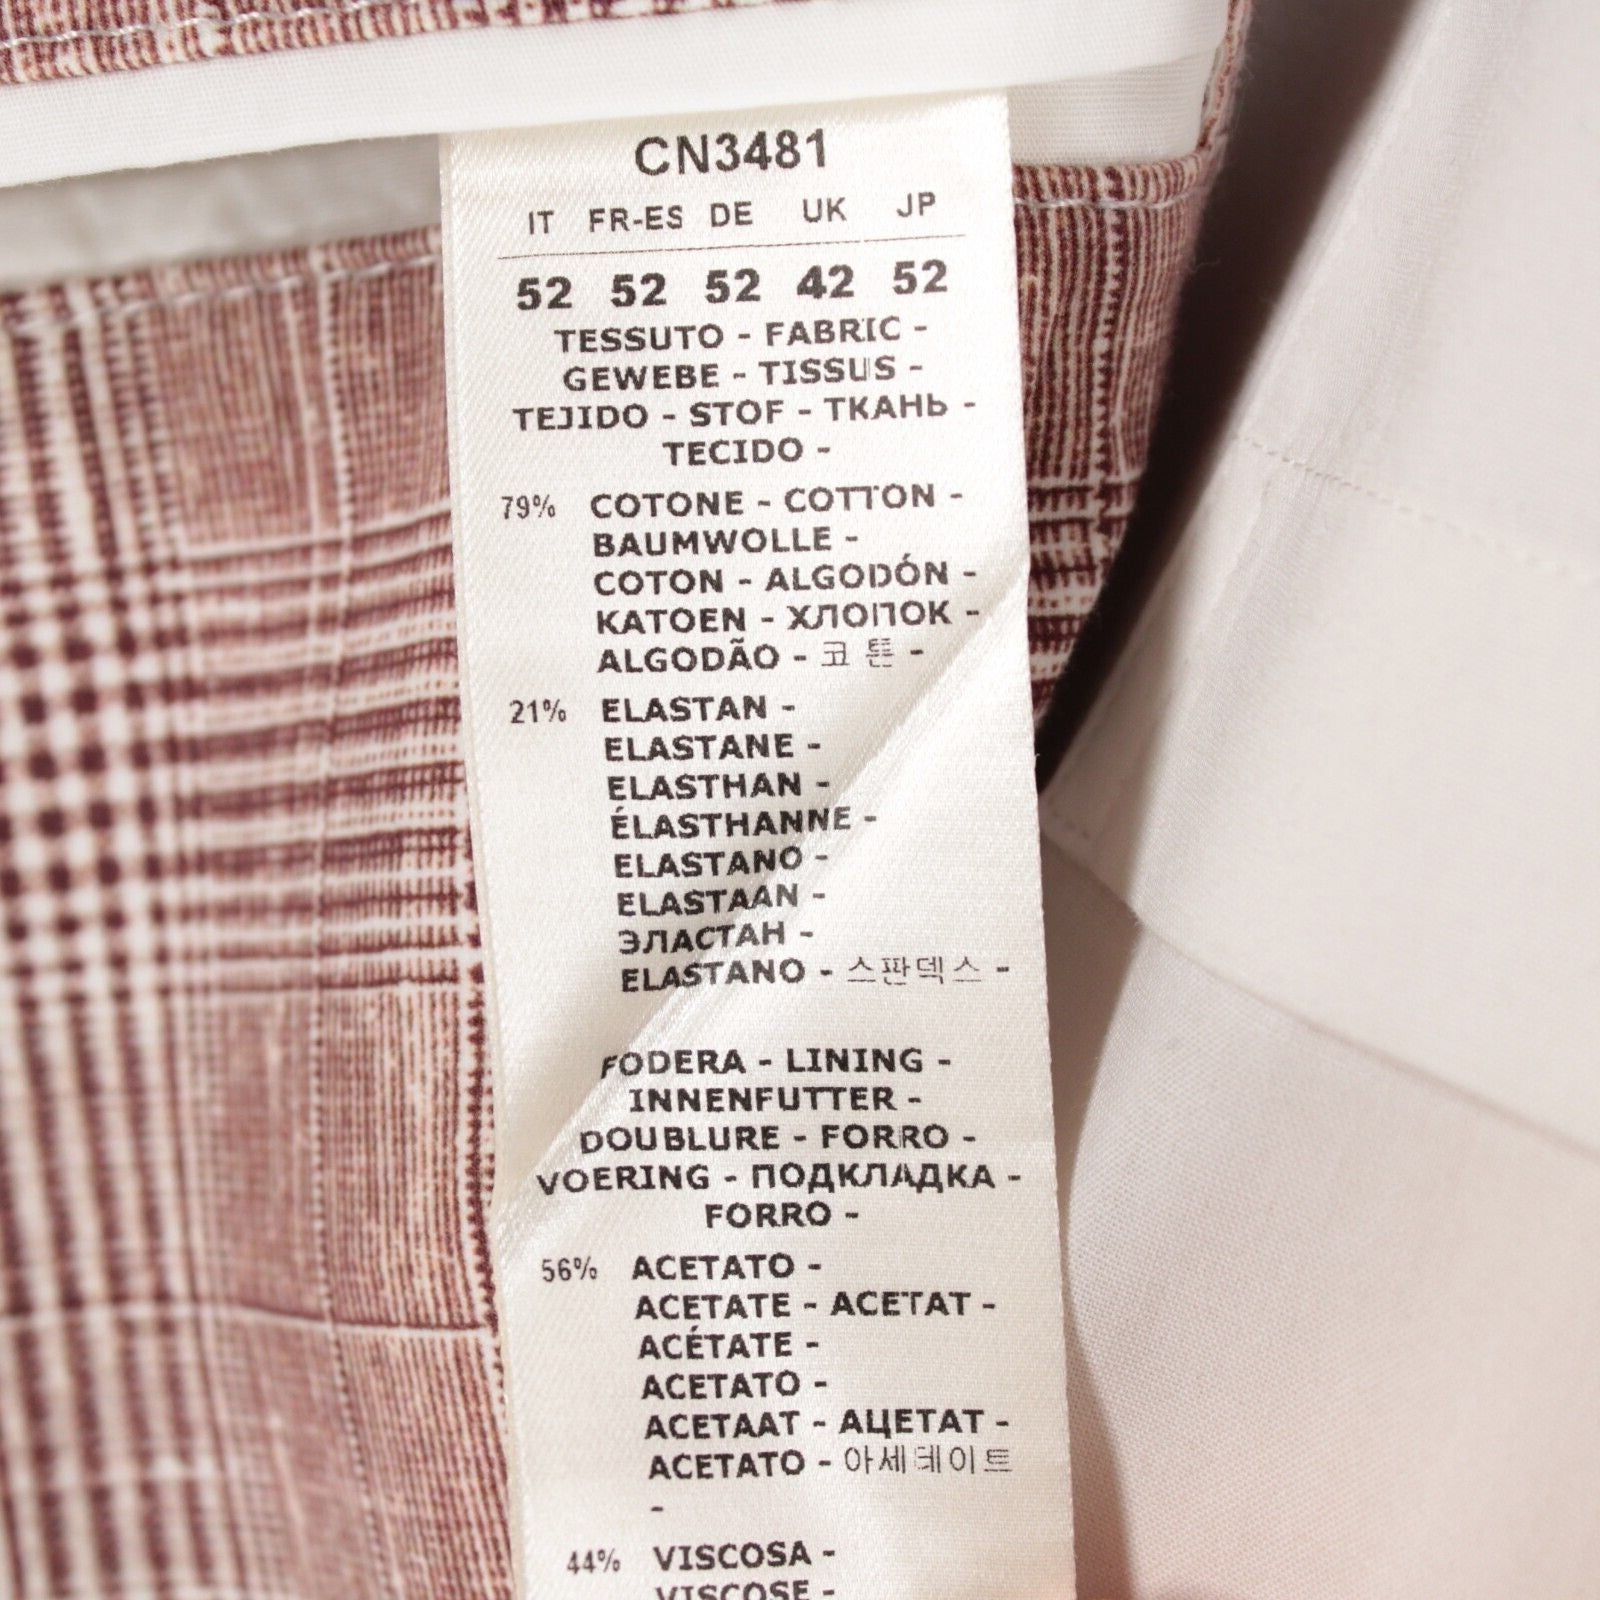 CN3481
IT FR-ES DE UK JP
52 52 52 42 52
TESSUTO - FABRIC -
GEWEBE - TISSUS -
TEJIDO - STOF - ТКАНЬ -
TECIDO -
79% COTONE - COTTON -
BAUMWOLLE -
COTON - ALGODÓN -
KATOEN - ХЛОПОК -
ALGODÃO - 코튼 -
21% ELASTAN -
ELASTANE -
ELASTHAN -
ÉLASTHANNE -
ELASTANO -
ELASTAAN -
ЭЛАСТАН -
ELASTANO - 스판덱스 -
FODERA - LINING -
INNENFUTTER -
DOUBLURE - FORRO -
VOERING - ПОДКЛАДКА -
FORRO -
56% ACETATO -
ACETATE - ACETAT -
ACÉTATE -
ACETATO -
ACETAAT - АЦЕТАТ -
ACETATO - 아세테이트
-
44% VISCOSA -
VISCOSE -